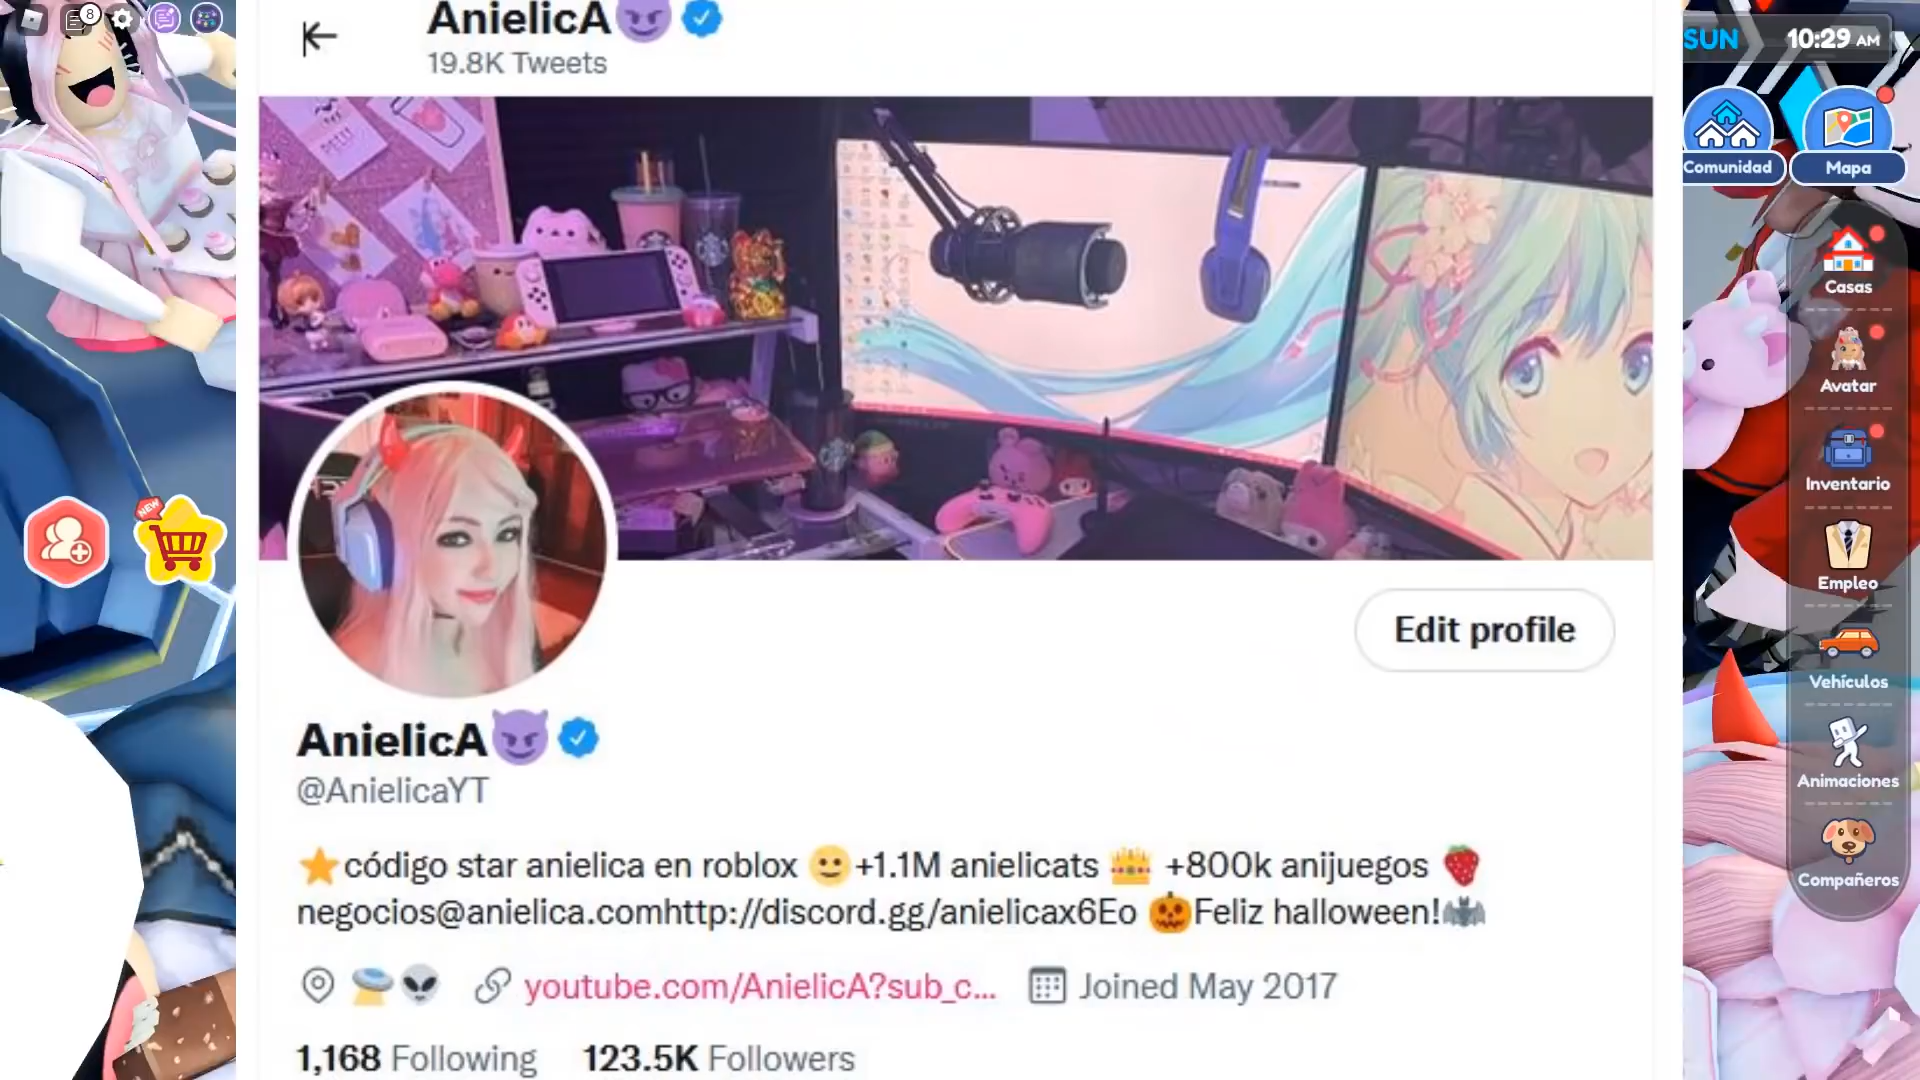 8
AnielicA
19.8K Tweets
SUN
10:29 AM
Comunidad
Mapa
Casas
Avatar
Inventario
Empleo
Vehículos
Animaciones
Compañeros
NEW
Edit profile
AnielicA
@AnielicaYT
código star anielica en roblox +1.1M anielicats +800k anijuegos
negocios@anielica.comhttp://discord.gg/anielicax6Eo Feliz halloween!
youtube.com/AnielicA?sub_c... Joined May 2017
1,168 Following 123.5K Followers